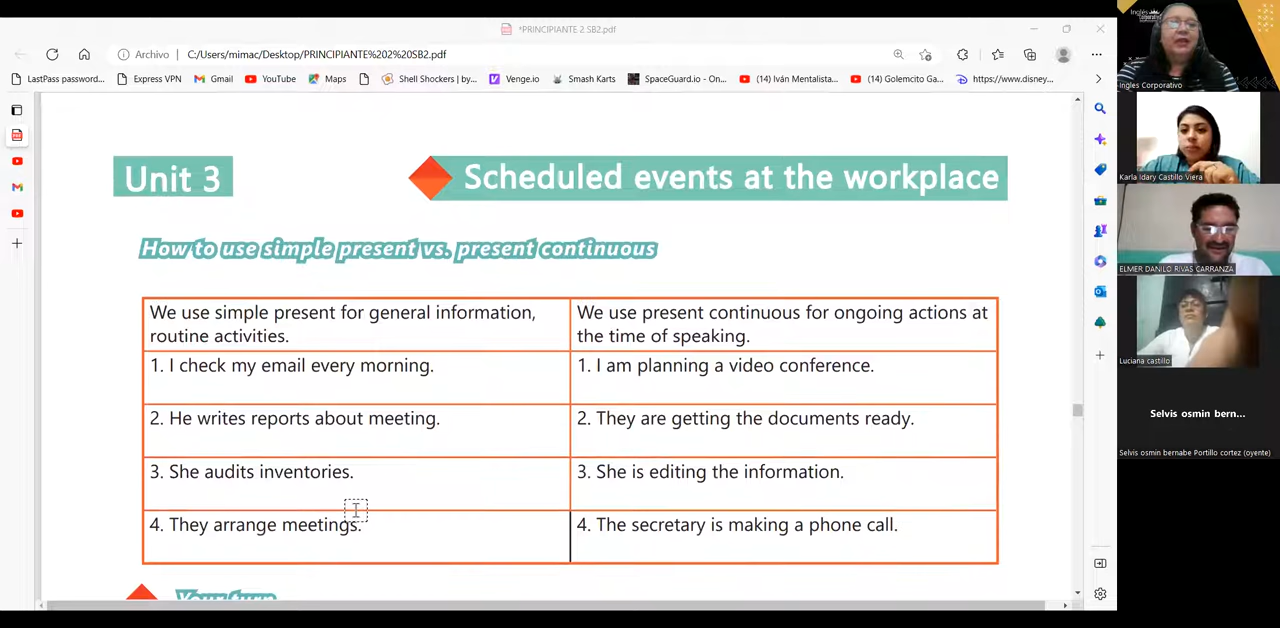 *PRINCIPIANTE 2 SB2.pdf
Archivo | C:/Users/mimac/Desktop/PRINCIPIANTE%202%20SB2.pdf
LastPass password... Express VPN Gmail YouTube Maps Shell Shockers | by... Venge.io Smash Karts SpaceGuard.io - On... (14) Iván Mentalista... (14) Golemcito Ga... https://www.disney...
Unit 3
Scheduled events at the workplace
How to use simple present vs. present continuous
We use simple present for general information,
routine activities.
We use present continuous for ongoing actions at
the time of speaking.
1. I check my email every morning.
1. I am planning a video conference.
2. He writes reports about meeting.
2. They are getting the documents ready.
3. She audits inventories.
3. She is editing the information.
4. They arrange meetings.
4. The secretary is making a phone call.
Your turn
Inglés
Corporativo
Ingles Corporativo
Karla Idary Castillo Viera
ELMER DANILO RIVAS CARRANZA
Luciana castillo
Selvis osmin bern...
Selvis osmin bernabe Portillo cortez (oyente)